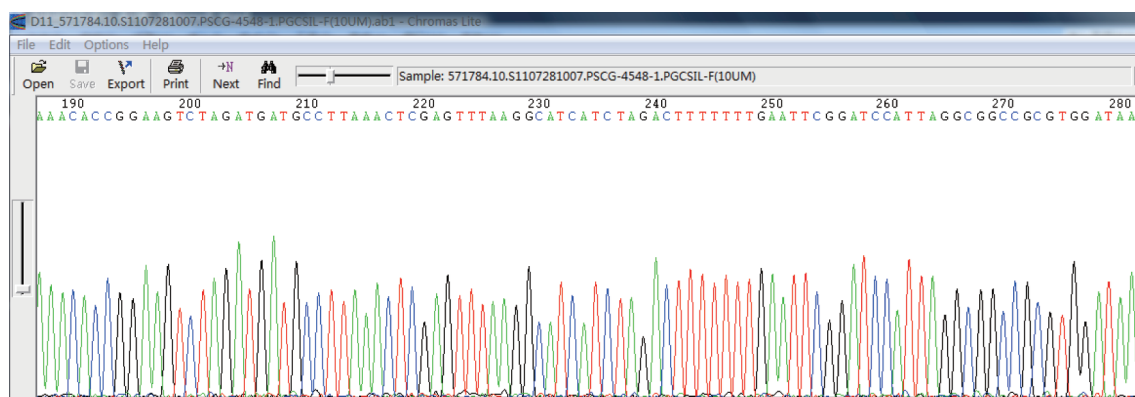 D11_571784.10.S1107281007.PSCG-4548-1.PGCSIL-F(10UM).ab1 - Chromas Lite
File Edit Options Help
Open Save Export Print Next Find Sample: 571784.10.S1107281007.PSCG-4548-1.PGCSIL-F(10UM)
190 200 210 220 230 240 250 260 270 280
AAACACCGGAAGTCTAGATGATGCCTTAAACTCGAGTTTAAGGCATCATCTAGACTTTTTTTGAATTCGGATCCATTAGGCGGCCGCGTGGATAA